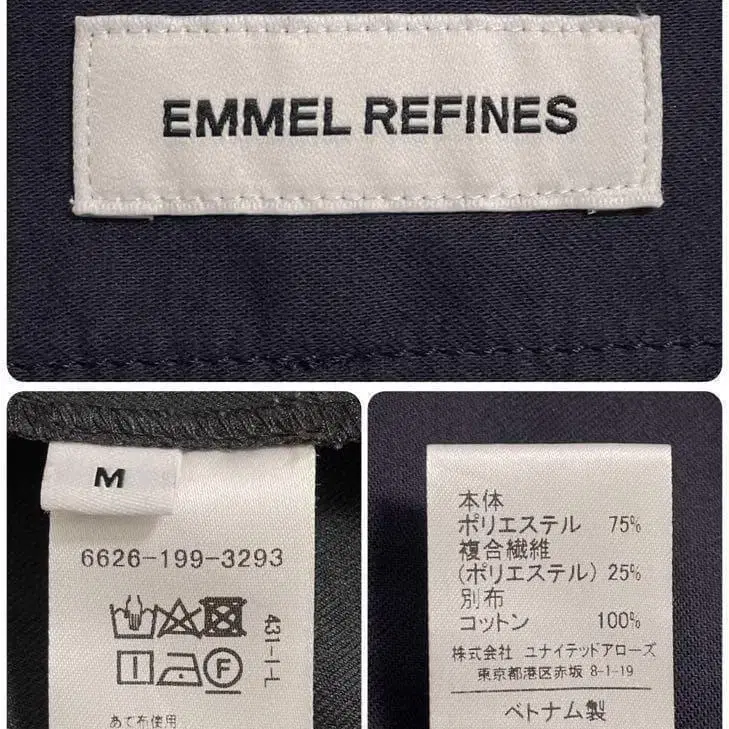 EMMEL REFINES
M
6626-199-3293
431-1-T
F
あて布使用
本体
ポリエステル 75%
複合繊維
(ポリエステル) 25%
別布
コットン 100%
株式会社 ユナイテッドアローズ
東京都港区赤坂 8-1-19
ベトナム製